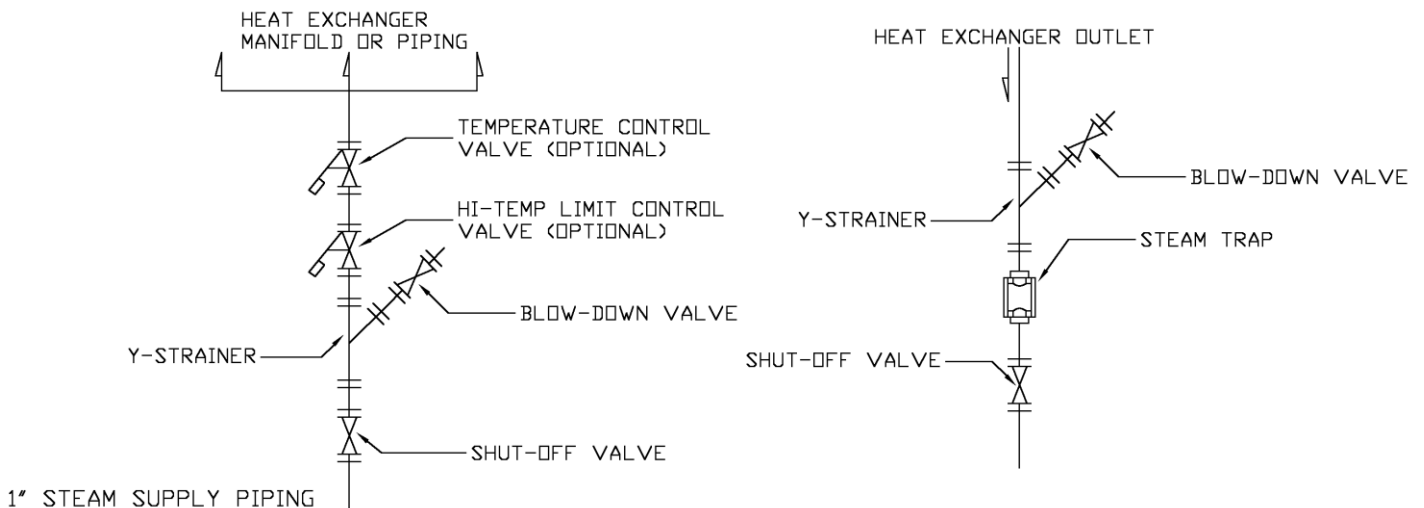 HEAT EXCHANGER
MANIFOLD OR PIPING
TEMPERATURE CONTROL
VALVE (OPTIONAL)
HI-TEMP LIMIT CONTROL
VALVE (OPTIONAL)
BLOW-DOWN VALVE
Y-STRAINER
SHUT-OFF VALVE
1" STEAM SUPPLY PIPING
HEAT EXCHANGER OUTLET
BLOW-DOWN VALVE
Y-STRAINER
STEAM TRAP
SHUT-OFF VALVE